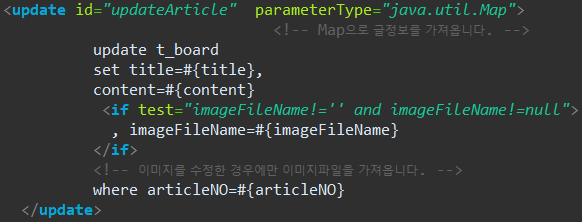 <update id="updateArticle"  parameterType="java.util.Map">
<!-- Map으로 글정보를 가져옵니다. -->
update t_board
set title=#{title},
content=#{content}
<if test="imageFileName!='' and imageFileName!=null">
, imageFileName=#{imageFileName}
</if>
<!-- 이미지를 수정한 경우에만 이미지파일을 가져옵니다. -->
where articleNO=#{articleNO}
</update>